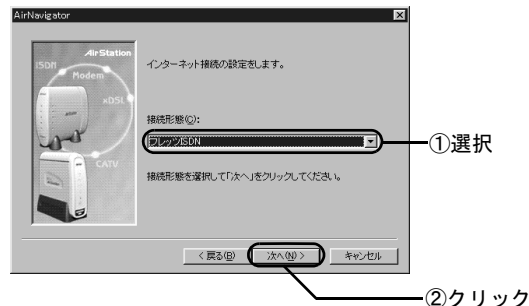 AirNavigator
AirStation
ISDN
Modem
xDSL
CATV
インターネット接続の設定をします。
接続形態(C):
フレッツISDN
①選択
接続形態を選択して「次へ」をクリックしてください。
< 戻る(B)
次へ(N) >
キャンセル
②クリック